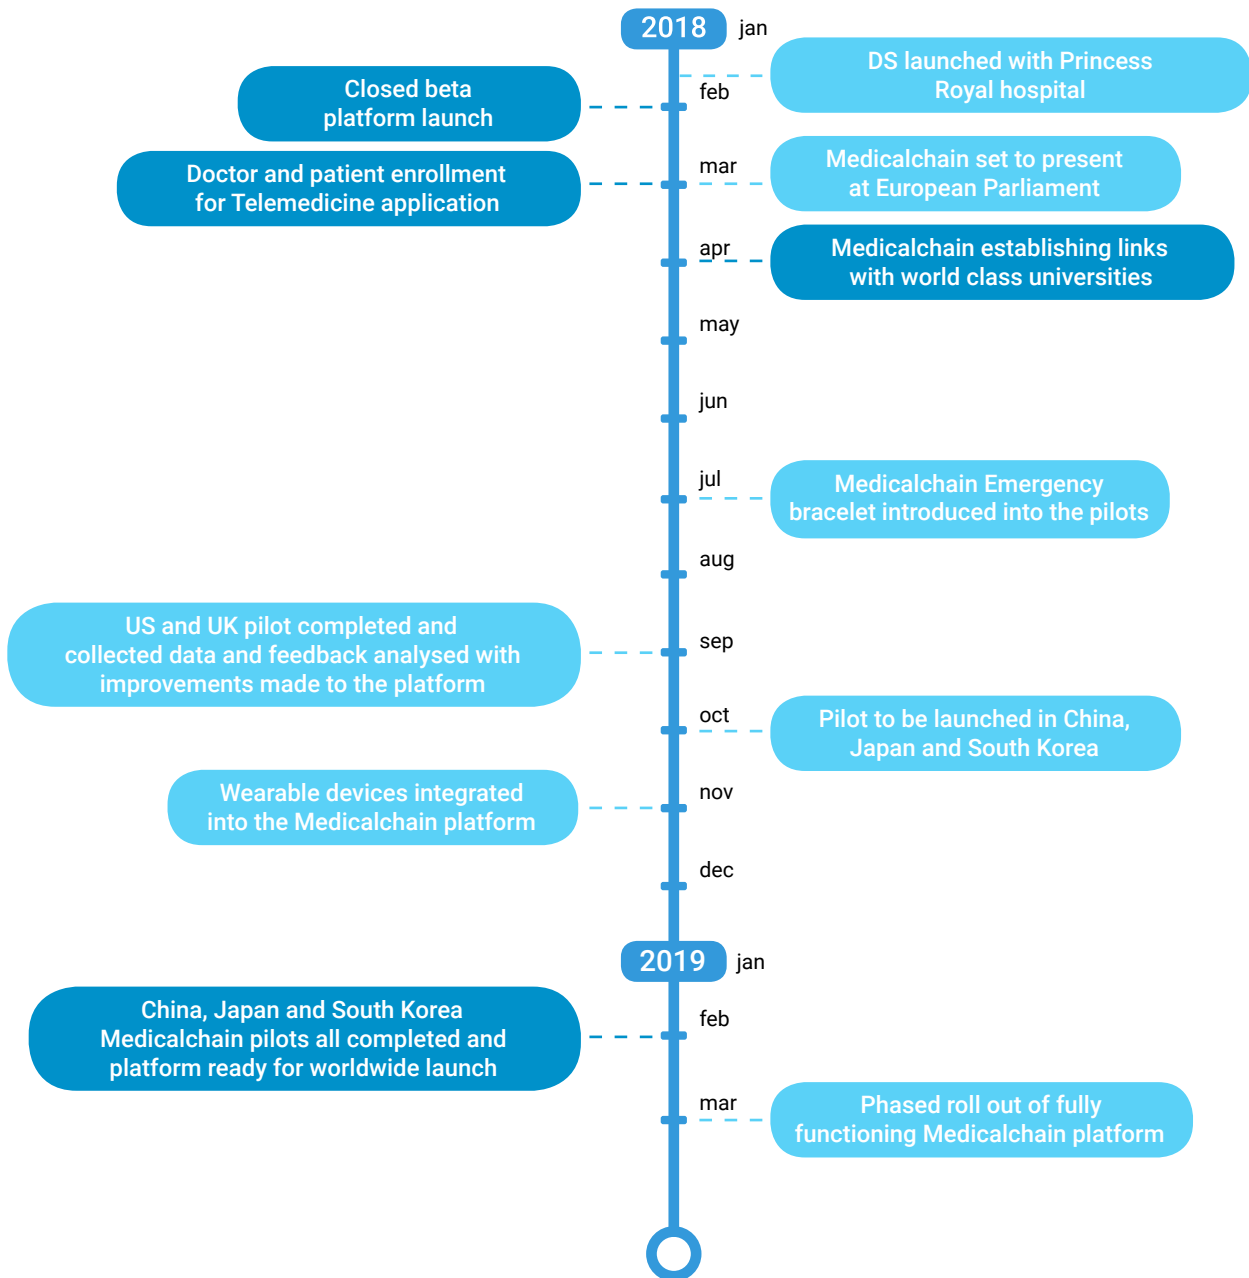 2018 jan
DS launched with Princess
Royal hospital
Closed beta
platform launch
feb
Doctor and patient enrollment
for Telemedicine application
mar
Medicalchain set to present
at European Parliament
apr
Medicalchain establishing links
with world class universities
may
jun
jul
Medicalchain Emergency
bracelet introduced into the pilots
aug
US and UK pilot completed and
collected data and feedback analysed with
improvements made to the platform
sep
oct
Pilot to be launched in China,
Japan and South Korea
Wearable devices integrated
into the Medicalchain platform
nov
dec
2019 jan
China, Japan and South Korea
Medicalchain pilots all completed and
platform ready for worldwide launch
feb
mar
Phased roll out of fully
functioning Medicalchain platform